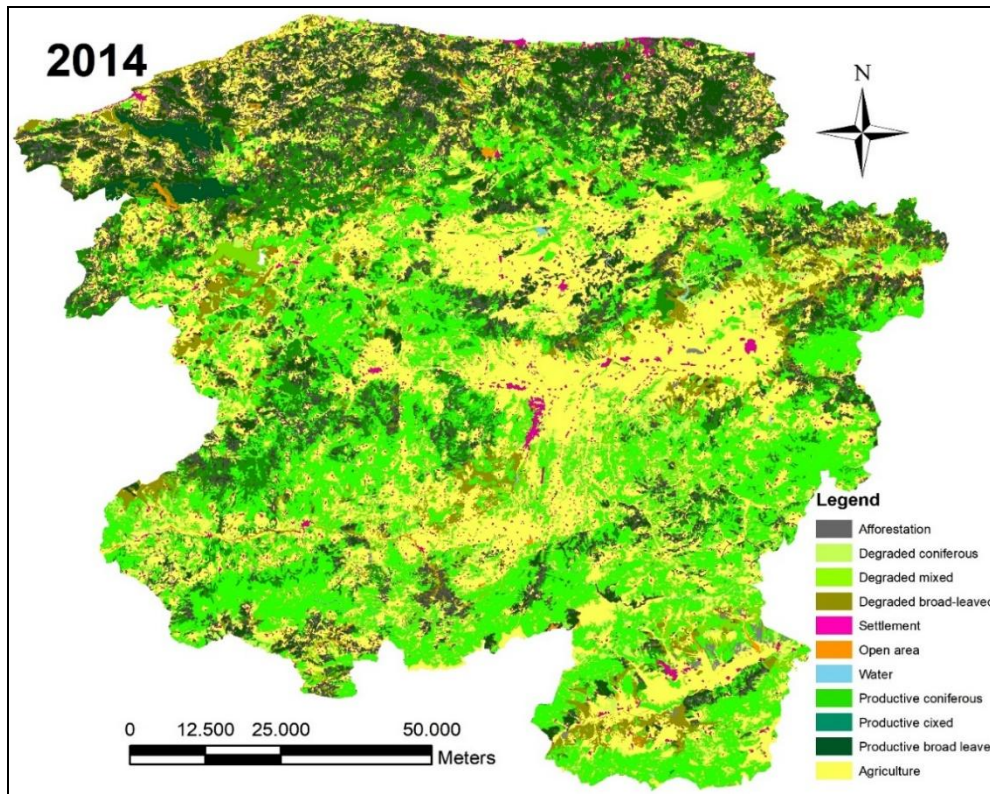 2014
N
Legend
Afforestation
Degraded coniferous
Degraded mixed
Degraded broad-leaved
Settlement
Open area
Water
Productive coniferous
Productive cixed
Productive broad leave
Agriculture
0 12.500 25.000 50.000
Meters